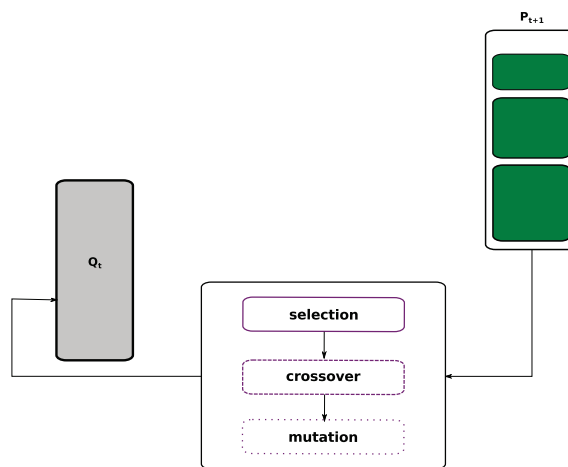 P_{t+1}
Q_t
selection
crossover
mutation